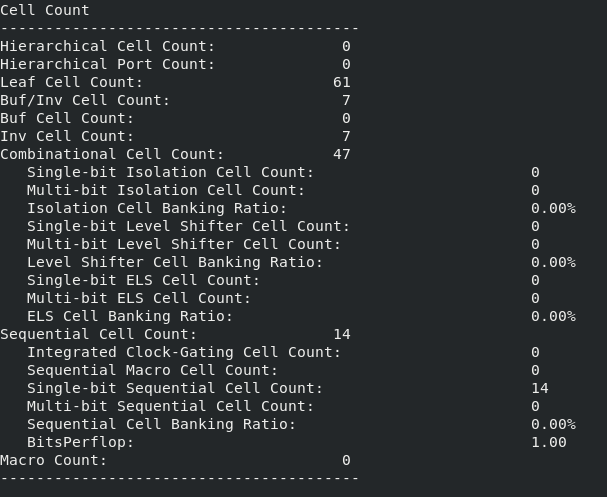 Cell Count
----------------------------------------
Hierarchical Cell Count:              0
Hierarchical Port Count:              0
Leaf Cell Count:                     61
Buf/Inv Cell Count:                   7
Buf Cell Count:                       0
Inv Cell Count:                       7
Combinational Cell Count:            47
   Single-bit Isolation Cell Count:                        0
   Multi-bit Isolation Cell Count:                         0
   Isolation Cell Banking Ratio:                           0.00%
   Single-bit Level Shifter Cell Count:                    0
   Multi-bit Level Shifter Cell Count:                     0
   Level Shifter Cell Banking Ratio:                       0.00%
   Single-bit ELS Cell Count:                              0
   Multi-bit ELS Cell Count:                               0
   ELS Cell Banking Ratio:                                 0.00%
Sequential Cell Count:               14
   Integrated Clock-Gating Cell Count:                     0
   Sequential Macro Cell Count:                            0
   Single-bit Sequential Cell Count:                       14
   Multi-bit Sequential Cell Count:                        0
   Sequential Cell Banking Ratio:                          0.00%
   BitsPerflop:                                            1.00
Macro Count:                          0
----------------------------------------